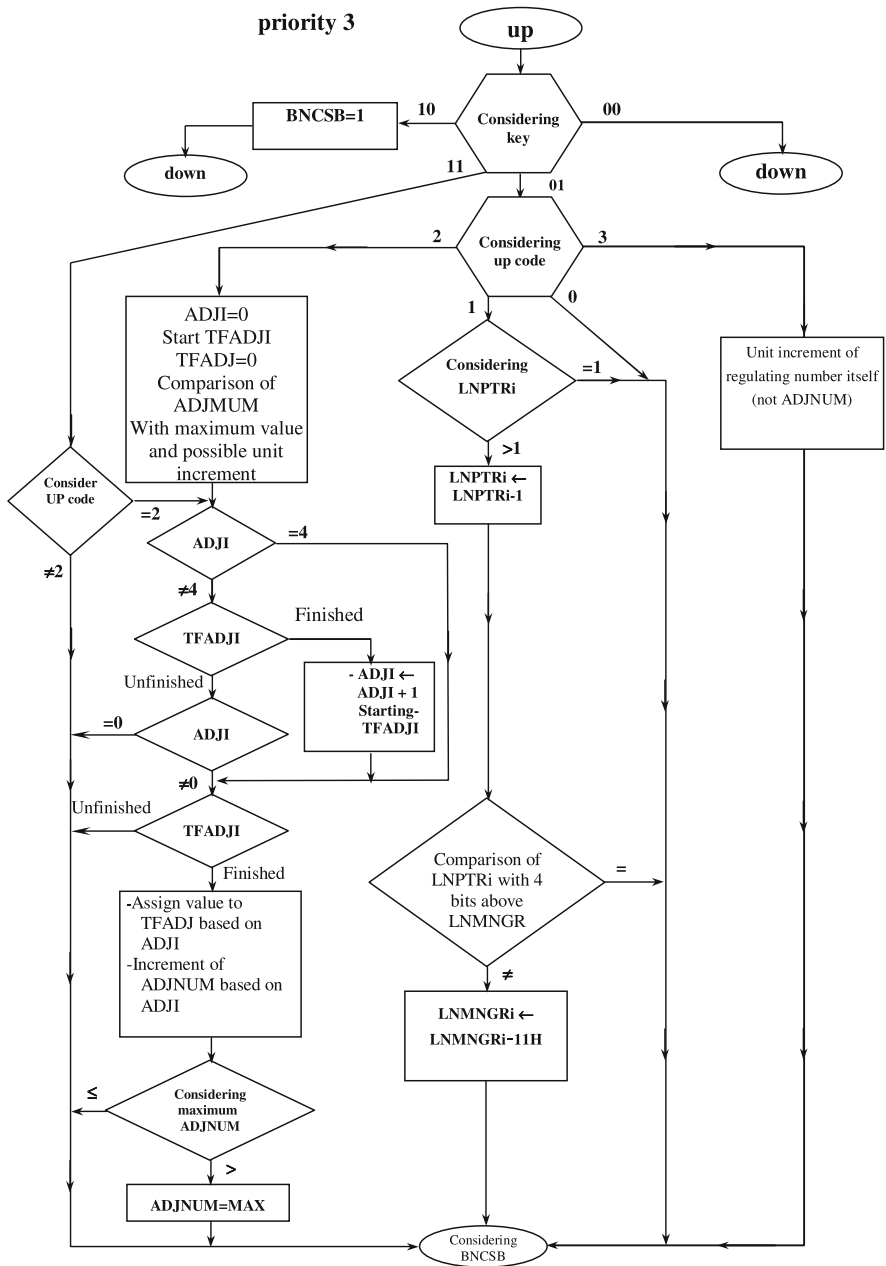 priority 3
up
BNCSB=1
10
Considering
key
00
down
11
01
down
2
Considering
up code
3
1
0
ADJI=0
Start TFADJI
TFADJ=0
Comparison of
ADJMUM
With maximum value
and possible unit
increment
Considering
LNPTRi
=1
Unit increment of
regulating number itself
(not ADJNUM)
>1
LNPTRi ←
LNPTRi-1
Consider
UP code
=2
≠2
ADJI
=4
≠4
TFADJI
Finished
Unfinished
- ADJI ←
ADJI + 1
Starting-
TFADJI
=0
ADJI
≠0
Unfinished
TFADJI
Finished
Comparison of
LNPTRi with 4
bits above
LNMNGR
=
≠
-Assign value to
TFADJ based on
ADJI
-Increment of
ADJNUM based on
ADJI
LNMNGRi ←
LNMNGRi-11H
≤
Considering
maximum
ADJNUM
>
ADJNUM=MAX
Considering
BNCSB